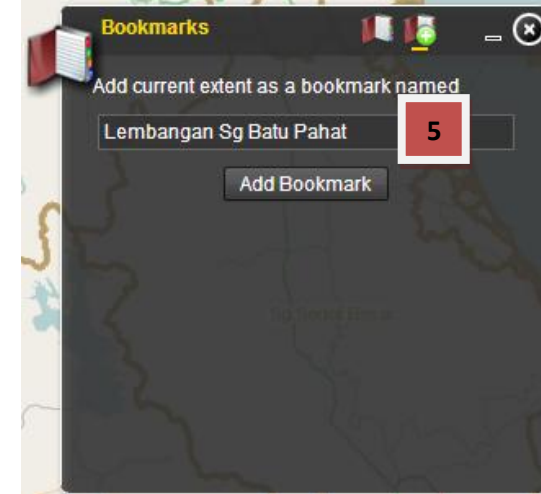 Bookmarks
Add current extent as a bookmark named
Lembangan Sg Batu Pahat
5
Add Bookmark